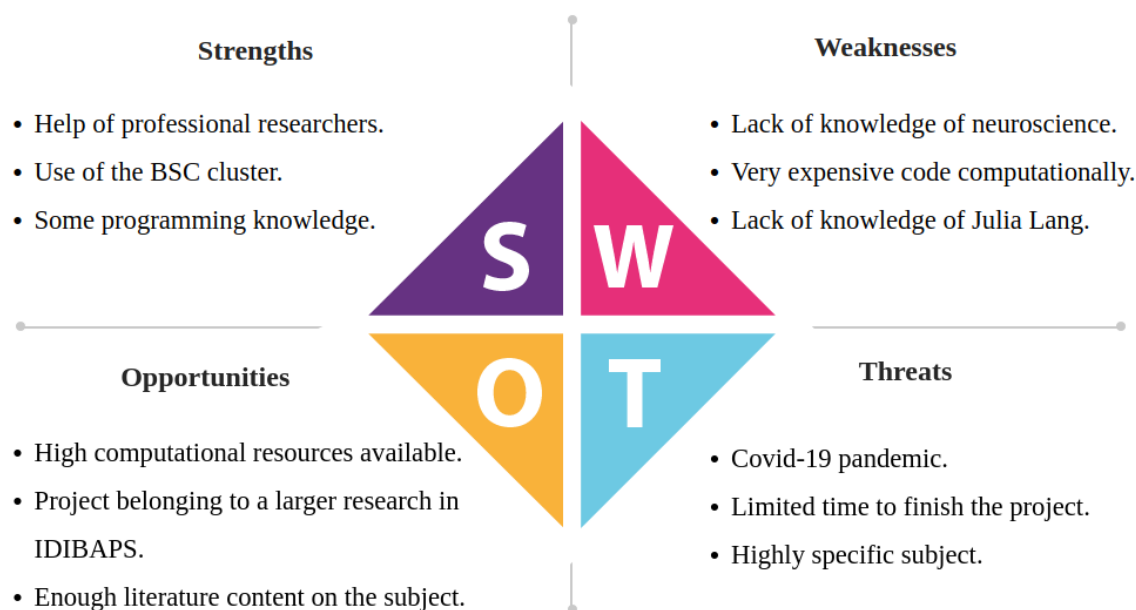 Strengths
• Help of professional researchers.
• Use of the BSC cluster.
• Some programming knowledge.
Weaknesses
• Lack of knowledge of neuroscience.
• Very expensive code computationally.
• Lack of knowledge of Julia Lang.
S
W
O
T
Opportunities
• High computational resources available.
• Project belonging to a larger research in
IDIBAPS.
• Enough literature content on the subject.
Threats
• Covid-19 pandemic.
• Limited time to finish the project.
• Highly specific subject.